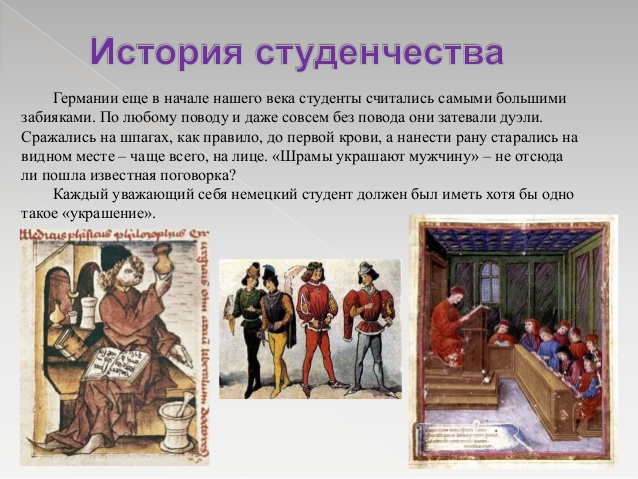 История студенчества
Германии еще в начале нашего века студенты считались самыми большими
забияками. По любому поводу и даже совсем без повода они затевали дуэли.
Сражались на шпагах, как правило, до первой крови, а нанести рану старались на
видном месте – чаще всего, на лице. «Шрамы украшают мужчину» – не отсюда
ли пошла известная поговорка?
Каждый уважающий себя немецкий студент должен был иметь хотя бы одно
такое «украшение».